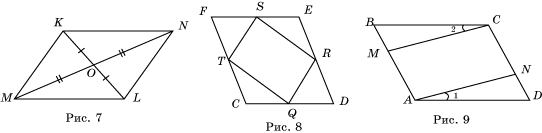 K N
O
M L
Рис. 7
F S E
T R
C Q D
Рис. 8
B 2 C
M
N
A 1 D
Рис. 9